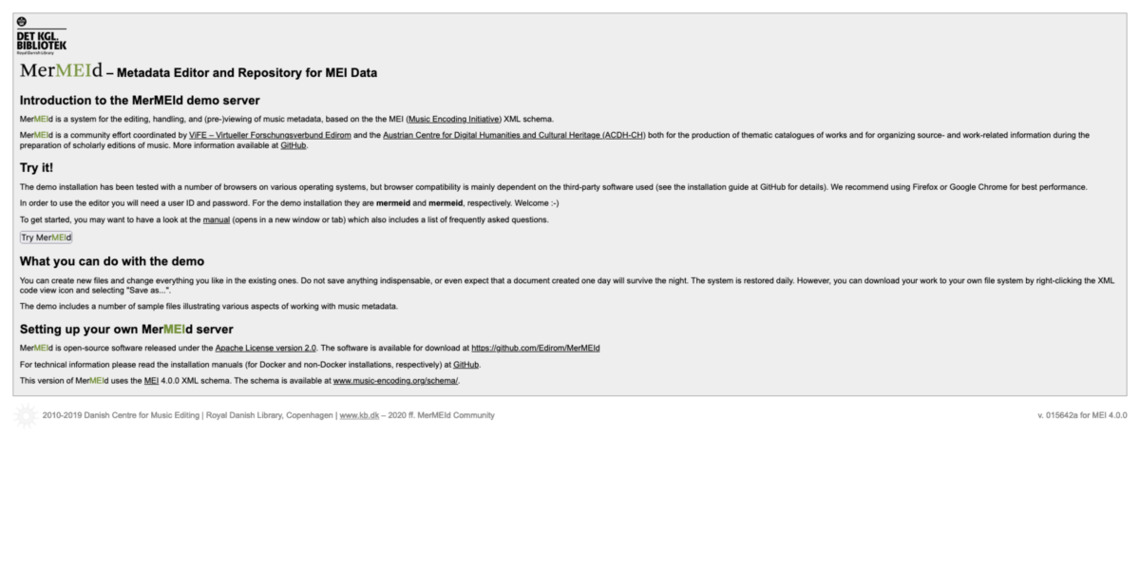 DET KGL.
BIBLIOTEK
Royal Danish Library
MerMEId – Metadata Editor and Repository for MEI Data
Introduction to the MerMEId demo server
MerMEId is a system for the editing, handling, and (pre-)viewing of music metadata, based on the the MEI (Music Encoding Initiative) XML schema.
MerMEId is a community effort coordinated by ViFE – Virtueller Forschungsverbund Edirom and the Austrian Centre for Digital Humanities and Cultural Heritage (ACDH-CH) both for the production of thematic catalogues of works and for organizing source- and work-related information during the
preparation of scholarly editions of music. More information available at GitHub.
Try it!
The demo installation has been tested with a number of browsers on various operating systems, but browser compatibility is mainly dependent on the third-party software used (see the installation guide at GitHub for details). We recommend using Firefox or Google Chrome for best performance.
In order to use the editor you will need a user ID and password. For the demo installation they are mermeid and mermeid, respectively. Welcome :-)
To get started, you may want to have a look at the manual (opens in a new window or tab) which also includes a list of frequently asked questions.
Try MerMEId
What you can do with the demo
You can create new files and change everything you like in the existing ones. Do not save anything indispensable, or even expect that a document created one day will survive the night. The system is restored daily. However, you can download your work to your own file system by right-clicking the XML
code view icon and selecting "Save as...".
The demo includes a number of sample files illustrating various aspects of working with music metadata.
Setting up your own MerMEId server
MerMEId is open-source software released under the Apache License version 2.0. The software is available for download at https://github.com/Edirom/MerMEId
For technical information please read the installation manuals (for Docker and non-Docker installations, respectively) at GitHub.
This version of MerMEId uses the MEI 4.0.0 XML schema. The schema is available at www.music-encoding.org/schema/.
2010-2019 Danish Centre for Music Editing | Royal Danish Library, Copenhagen | www.kb.dk – 2020 ff. MerMEId Community
v. 015642a for MEI 4.0.0